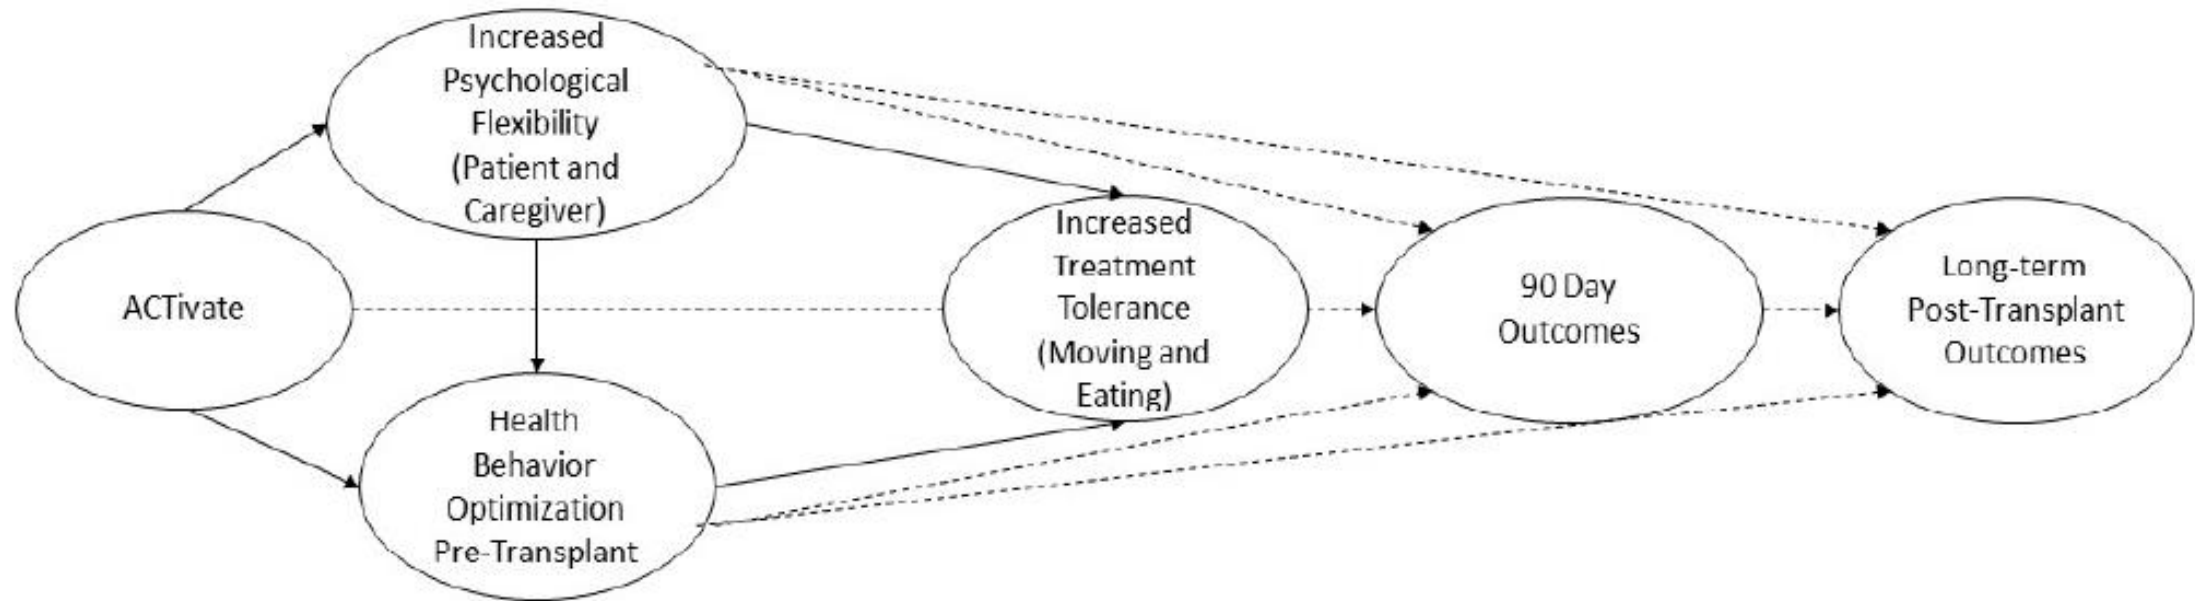 Increased
Psychological
Flexibility
(Patient and
Caregiver)
ACTivate
Health
Behavior
Optimization
Pre-Transplant
Increased
Treatment
Tolerance
(Moving and
Eating)
90 Day
Outcomes
Long-term
Post-Transplant
Outcomes